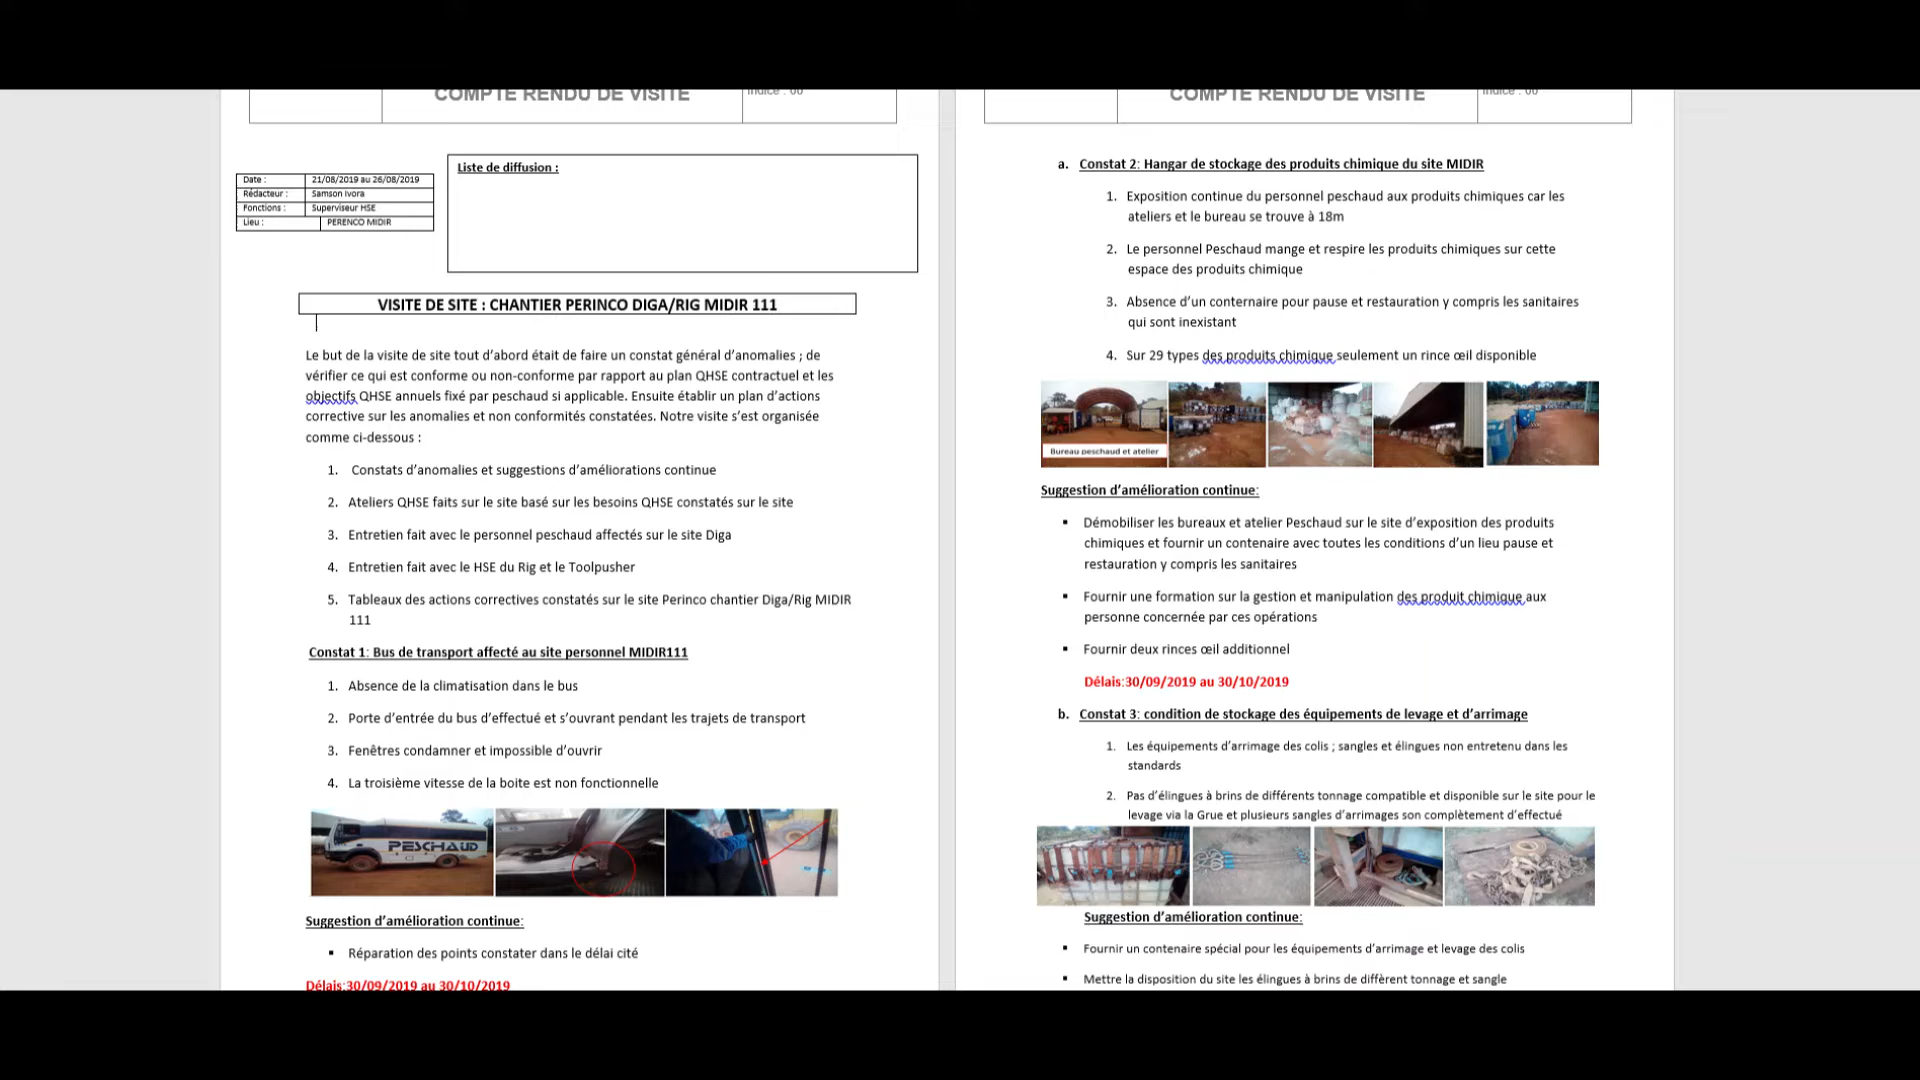 COMPTE RENDU DE VISITE
Indice : 00
Date :
21/08/2019 au 26/08/2019
Rédacteur :
Samson Ivora
Fonctions :
Superviseur HSE
Lieu :
PERENCO MIDIR
Liste de diffusion :
VISITE DE SITE : CHANTIER PERINCO DIGA/RIG MIDIR 111
Le but de la visite de site tout d’abord était de faire un constat général d’anomalies ; de
vérifier ce qui est conforme ou non-conforme par rapport au plan QHSE contractuel et les
objectifs QHSE annuels fixé par peschaud si applicable. Ensuite établir un plan d’actions
corrective sur les anomalies et non conformités constatées. Notre visite s’est organisée
comme ci-dessous :
1. Constats d’anomalies et suggestions d’améliorations continue
2. Ateliers QHSE faits sur le site basé sur les besoins QHSE constatés sur le site
3. Entretien fait avec le personnel peschaud affectés sur le site Diga
4. Entretien fait avec le HSE du Rig et le Toolpusher
5. Tableaux des actions correctives constatés sur le site Perinco chantier Diga/Rig MIDIR
111
Constat 1: Bus de transport affecté au site personnel MIDIR111
1. Absence de la climatisation dans le bus
2. Porte d’entrée du bus d’effectué et s’ouvrant pendant les trajets de transport
3. Fenêtres condamner et impossible d’ouvrir
4. La troisième vitesse de la boite est non fonctionnelle
PESCHAUD
Suggestion d’amélioration continue:
▪ Réparation des points constater dans le délai cité
Délais:30/09/2019 au 30/10/2019
COMPTE RENDU DE VISITE
Indice : 00
a. Constat 2: Hangar de stockage des produits chimique du site MIDIR
1. Exposition continue du personnel peschaud aux produits chimiques car les
ateliers et le bureau se trouve à 18m
2. Le personnel Peschaud mange et respire les produits chimiques sur cette
espace des produits chimique
3. Absence d’un conternaire pour pause et restauration y compris les sanitaires
qui sont inexistant
4. Sur 29 types des produits chimique seulement un rince œil disponible
Bureau peschaud et atelier
Suggestion d’amélioration continue:
▪ Démobiliser les bureaux et atelier Peschaud sur le site d’exposition des produits
chimiques et fournir un contenaire avec toutes les conditions d’un lieu pause et
restauration y compris les sanitaires
▪ Fournir une formation sur la gestion et manipulation des produit chimique aux
personne concernée par ces opérations
▪ Fournir deux rinces œil additionnel
Délais:30/09/2019 au 30/10/2019
b. Constat 3: condition de stockage des équipements de levage et d’arrimage
1. Les équipements d’arrimage des colis ; sangles et élingues non entretenu dans les
standards
2. Pas d’élingues à brins de différents tonnage compatible et disponible sur le site pour le
levage via la Grue et plusieurs sangles d’arrimages son complètement d’effectué
Suggestion d’amélioration continue:
▪ Fournir un contenaire spécial pour les équipements d’arrimage et levage des colis
▪ Mettre la disposition du site les élingues à brins de diffèrent tonnage et sangle